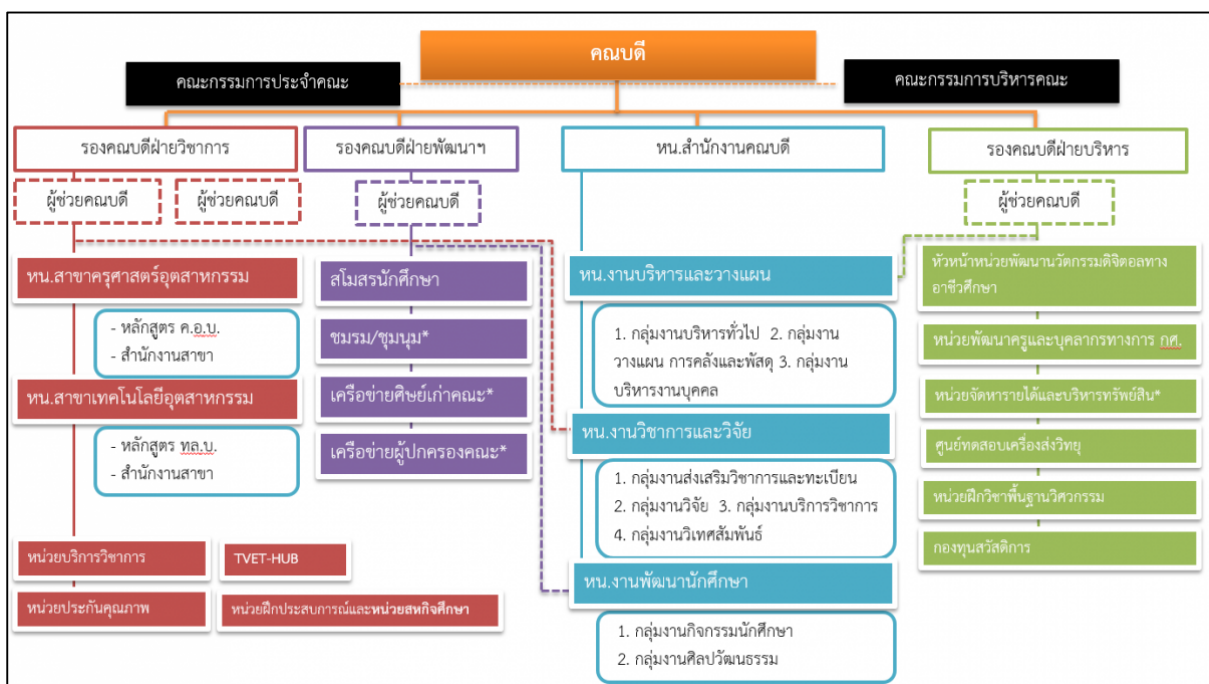 คณบดี
คณะกรรมการประจำคณะ
คณะกรรมการบริหารคณะ
รองคณบดีฝ่ายวิชาการ
รองคณบดีฝ่ายพัฒนาฯ
หน.สำนักงานคณบดี
รองคณบดีฝ่ายบริหาร
ผู้ช่วยคณบดี
ผู้ช่วยคณบดี
ผู้ช่วยคณบดี
ผู้ช่วยคณบดี
หน.สาขาครุศาสตร์อุตสาหกรรม
- หลักสูตร ค.อ.บ.
- สำนักงานสาขา
หน.สาขาเทคโนโลยีอุตสาหกรรม
- หลักสูตร ทล.บ.
- สำนักงานสาขา
หน่วยบริการวิชาการ
TVET-HUB
หน่วยประกันคุณภาพ
หน่วยฝึกประสบการณ์และหน่วยสหกิจศึกษา
สโมสรนักศึกษา
ชมรม/ชุมนุม*
เครือข่ายศิษย์เก่าคณะ*
เครือข่ายผู้ปกครองคณะ*
หน.งานบริหารและวางแผน
1. กลุ่มงานบริหารทั่วไป 2. กลุ่มงาน
วางแผน การคลังและพัสดุ 3. กลุ่มงาน
บริหารงานบุคคล
หน.งานวิชาการและวิจัย
1. กลุ่มงานส่งเสริมวิชาการและทะเบียน
2. กลุ่มงานวิจัย 3. กลุ่มงานบริการวิชาการ
4. กลุ่มงานวิเทศสัมพันธ์
หน.งานพัฒนานักศึกษา
1. กลุ่มงานกิจกรรมนักศึกษา
2. กลุ่มงานศิลปวัฒนธรรม
หัวหน้าหน่วยพัฒนานวัตกรรมดิจิตอลทาง
อาชีวศึกษา
หน่วยพัฒนาครูและบุคลากรทางการ กศ.
หน่วยจัดหารายได้และบริหารทรัพย์สิน*
ศูนย์ทดสอบเครื่องส่งวิทยุ
หน่วยฝึกวิชาพื้นฐานวิศวกรรม
กองทุนสวัสดิการ